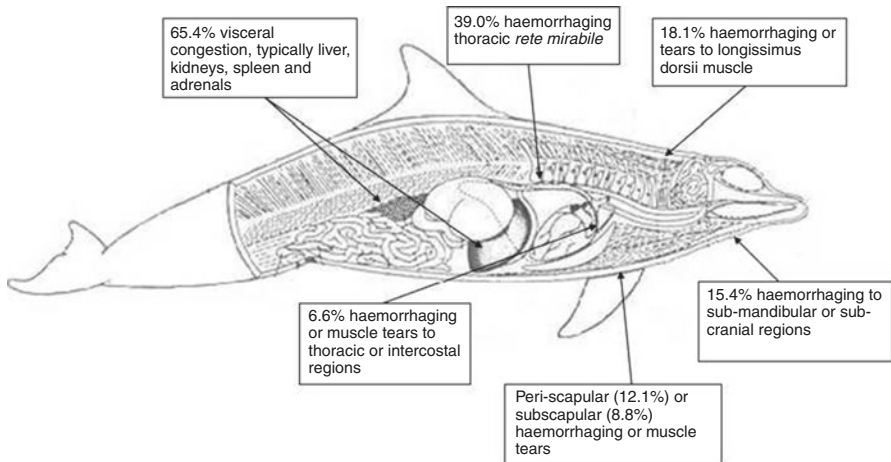 65.4% visceral
congestion, typically liver,
kidneys, spleen and
adrenals
39.0% haemorrhaging
thoracic rete mirabile
18.1% haemorrhaging or
tears to longissimus
dorsii muscle
6.6% haemorrhaging
or muscle tears to
thoracic or intercostal
regions
15.4% haemorrhaging to
sub-mandibular or sub-
cranial regions
Peri-scapular (12.1%) or
subscapular (8.8%)
haemorrhaging or muscle
tears